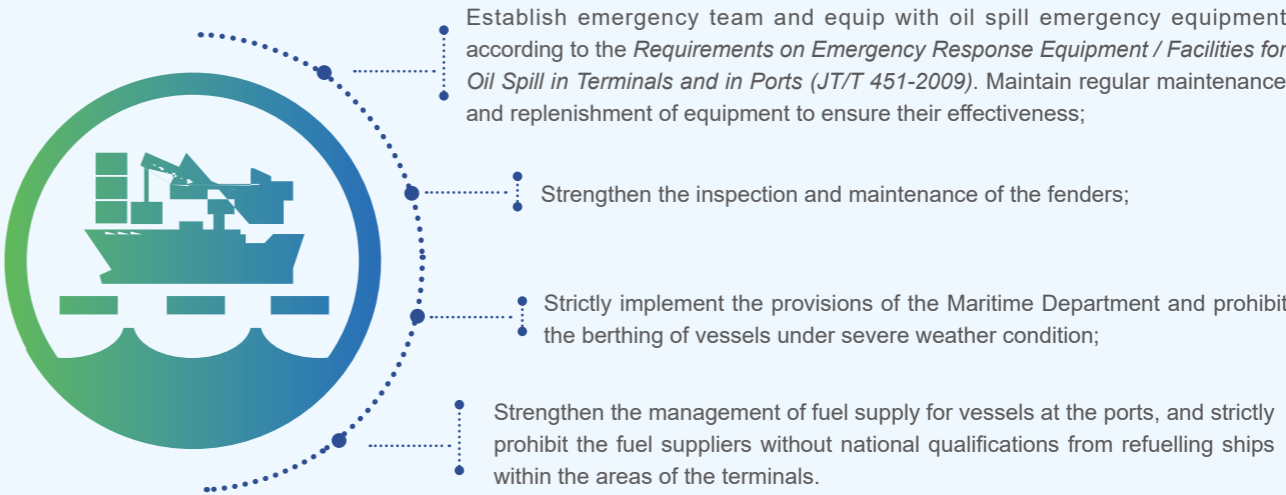 Establish emergency team and equip with oil spill emergency equipment
according to the Requirements on Emergency Response Equipment / Facilities for
Oil Spill in Terminals and in Ports (JT/T 451-2009). Maintain regular maintenance
and replenishment of equipment to ensure their effectiveness;
Strengthen the inspection and maintenance of the fenders;
Strictly implement the provisions of the Maritime Department and prohibit
the berthing of vessels under severe weather condition;
Strengthen the management of fuel supply for vessels at the ports, and strictly
prohibit the fuel suppliers without national qualifications from refuelling ships
within the areas of the terminals.